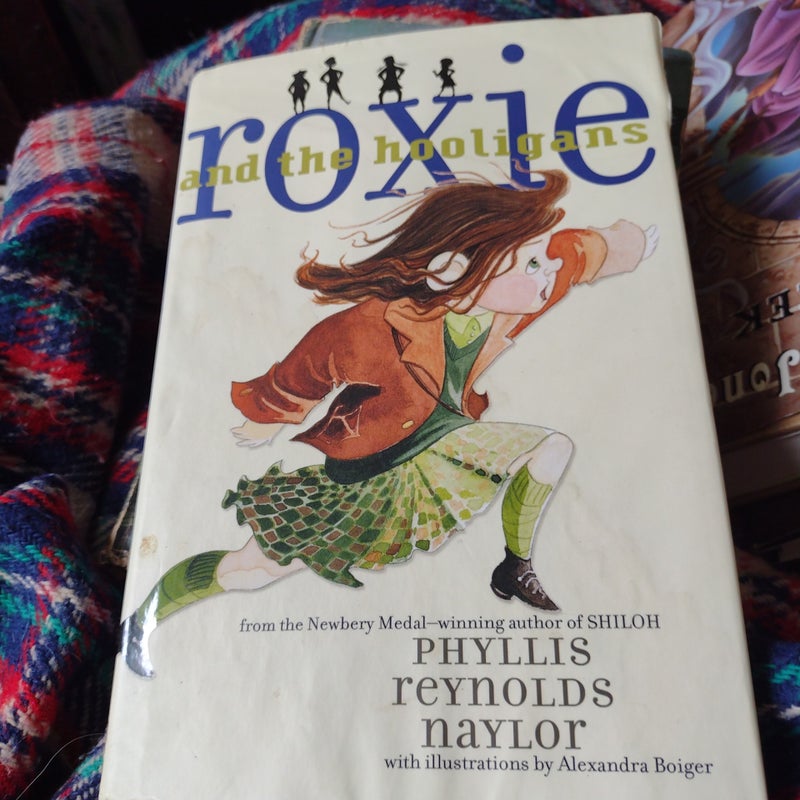 roxie
and the hooligans
from the Newbery Medal–winning author of SHILOH
PHYLLIS
reynolds
naylor
with illustrations by Alexandra Boiger